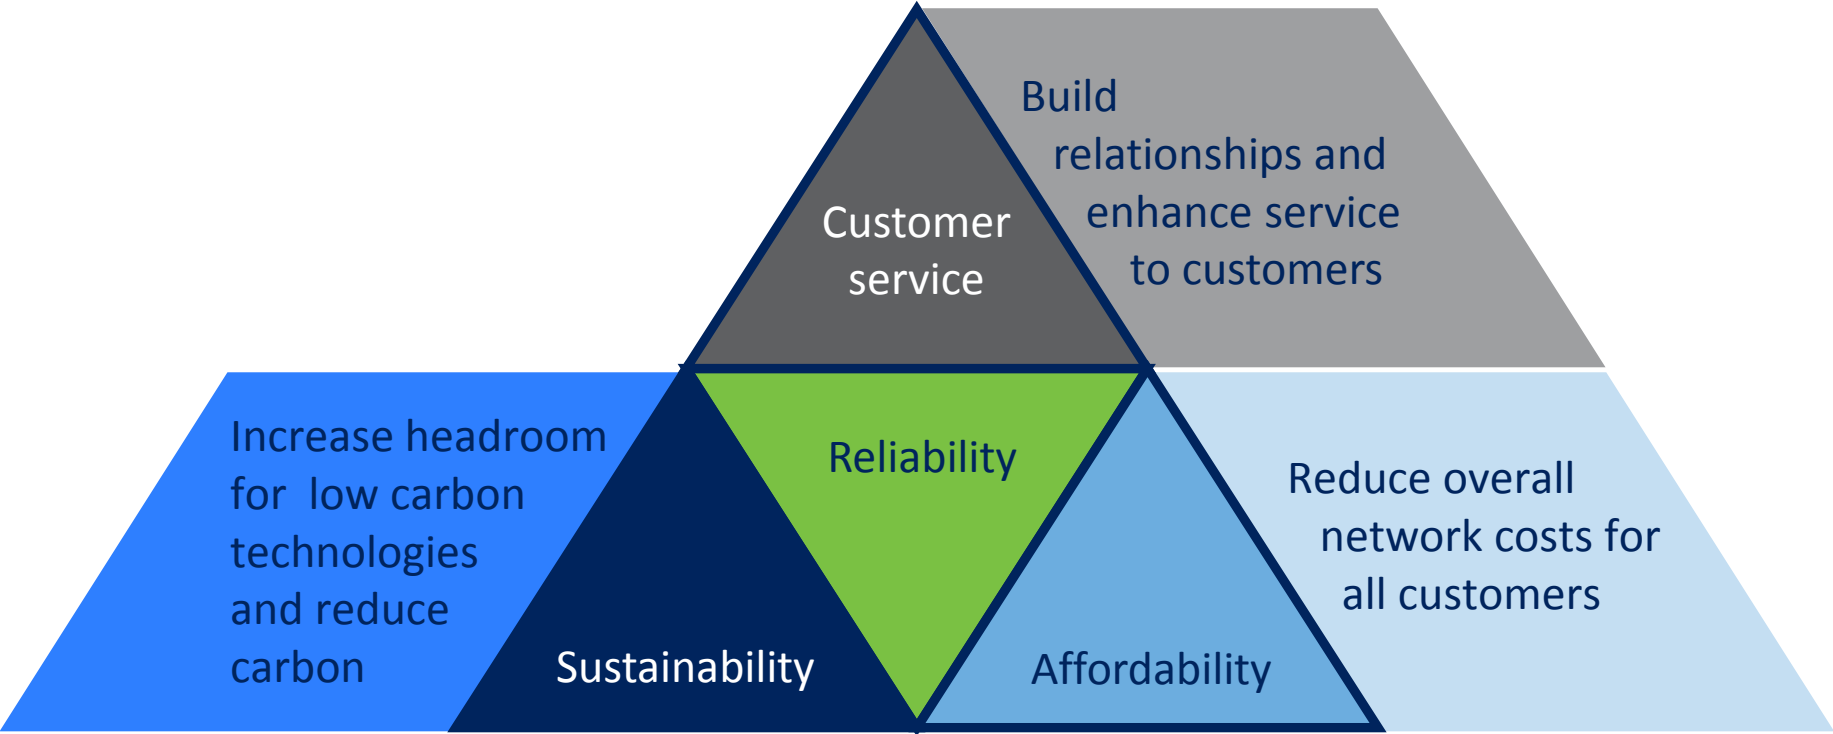 Build
relationships and
enhance service
to customers
Customer
service
Increase headroom
for  low carbon
technologies
and reduce
carbon
Sustainability
Reliability
Affordability
Reduce overall
network costs for
all customers